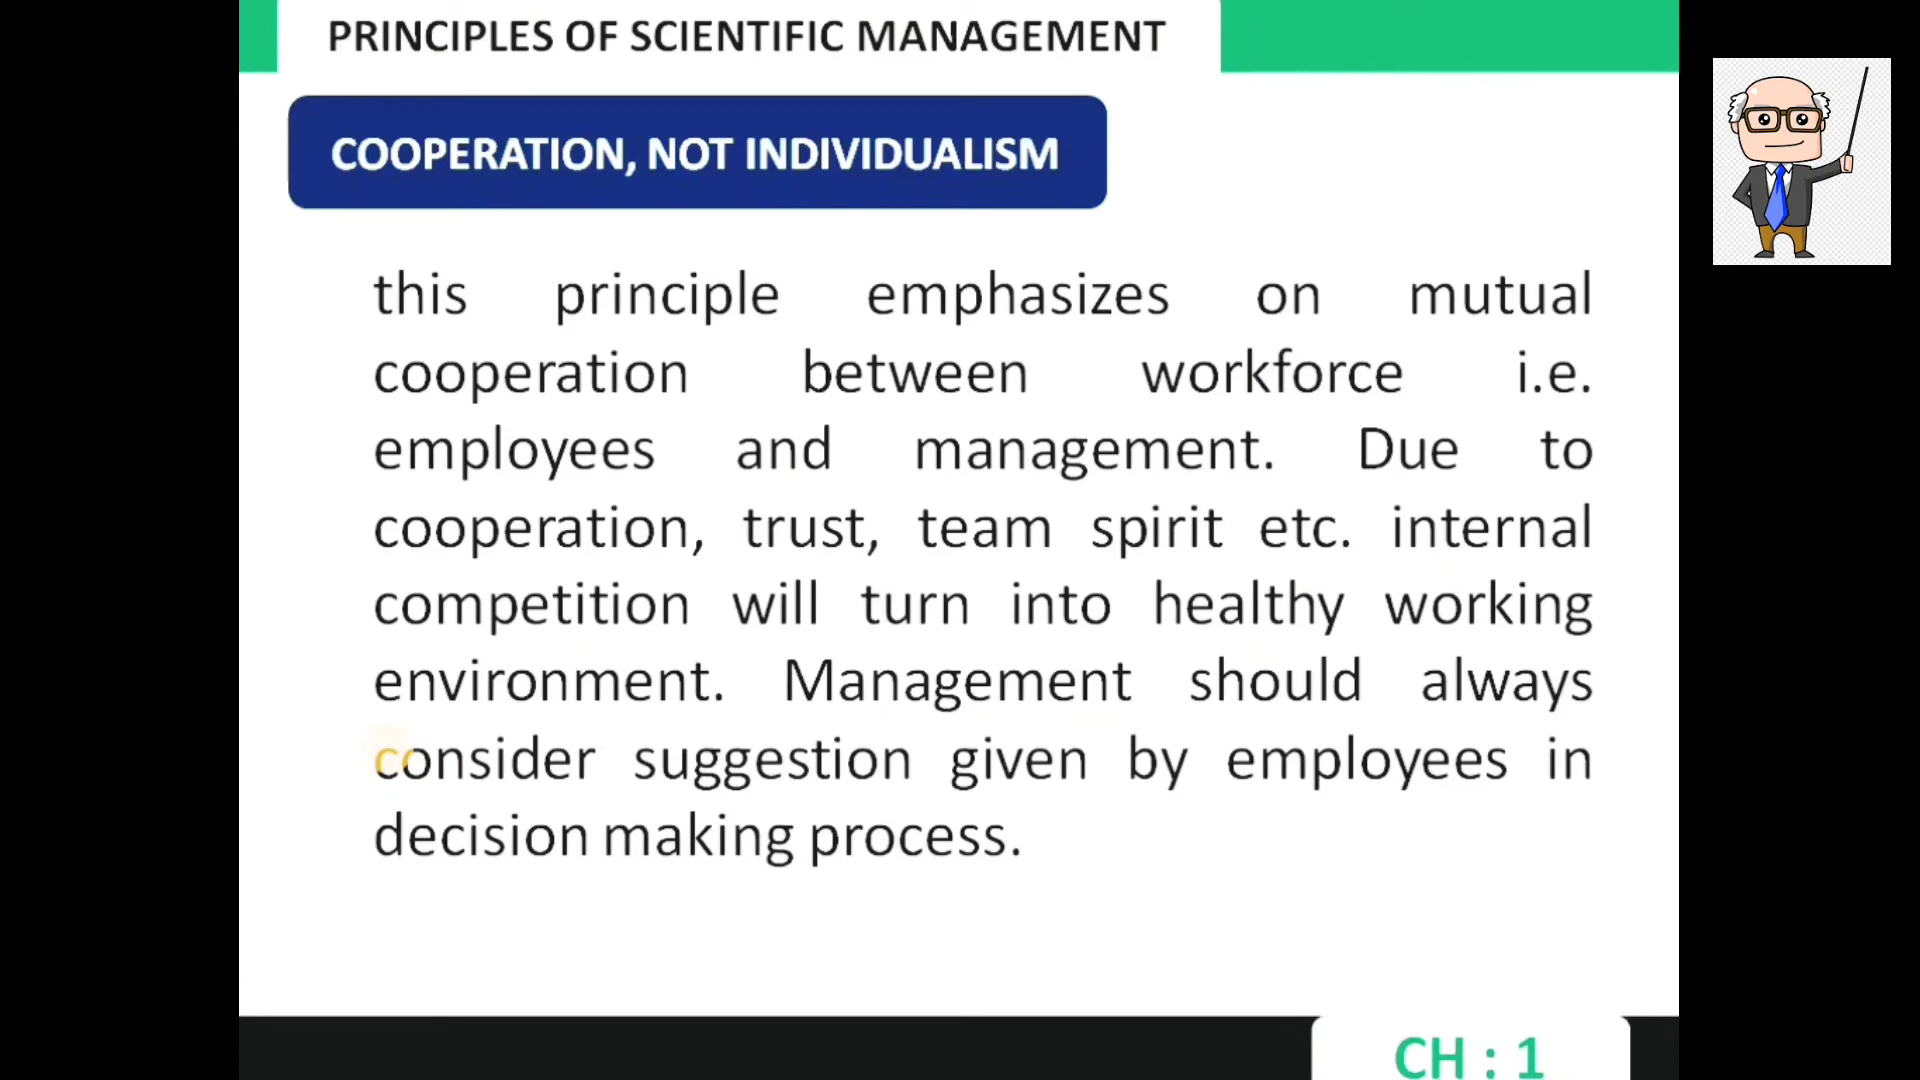 PRINCIPLES OF SCIENTIFIC MANAGEMENT
COOPERATION, NOT INDIVIDUALISM
this principle emphasizes on mutual
cooperation between workforce i.e.
employees and management. Due to
cooperation, trust, team spirit etc. internal
competition will turn into healthy working
environment. Management should always
consider suggestion given by employees in
decision making process.
CH : 1